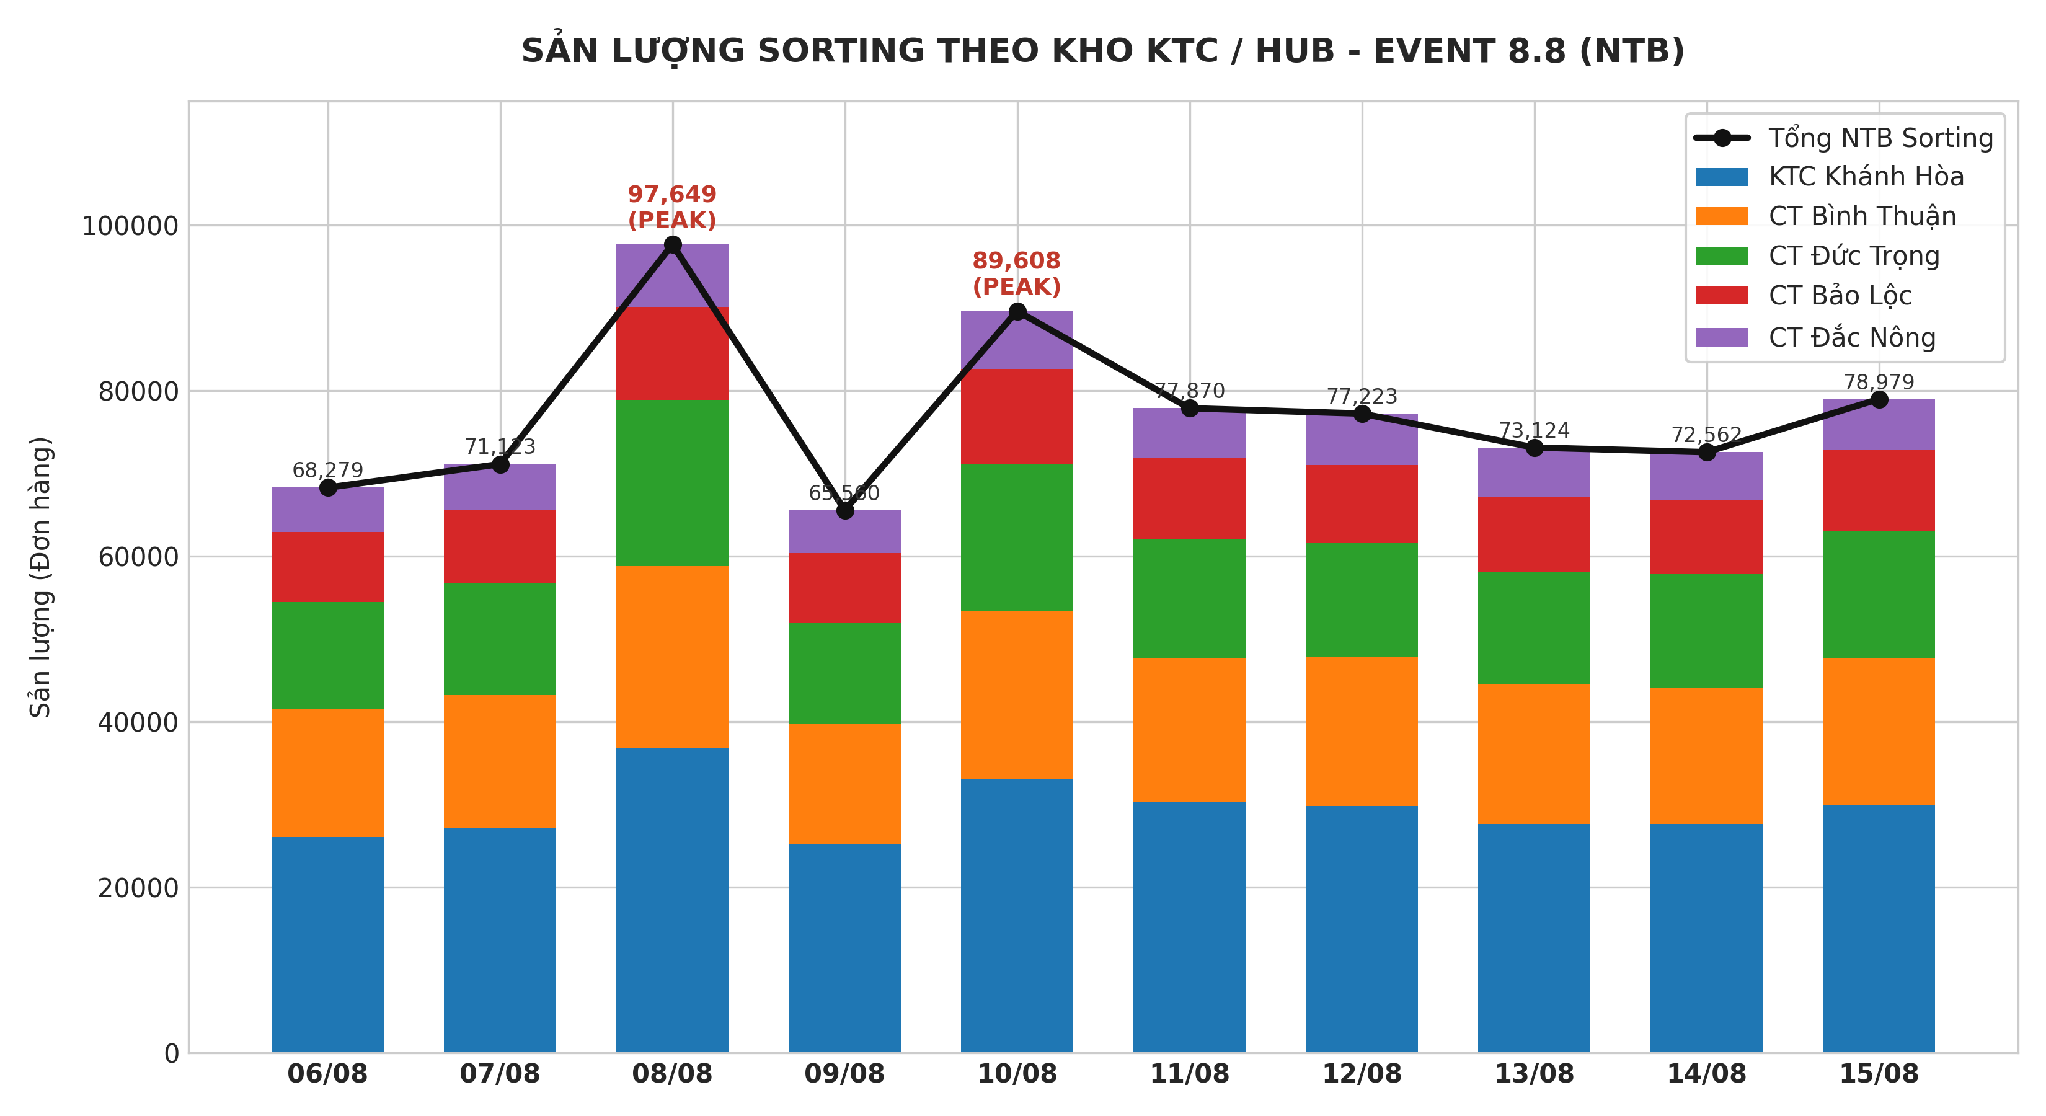 SẢN LƯỢNG SORTING THEO KHO KTC / HUB - EVENT 8.8 (NTB)
Tổng NTB Sorting
KTC Khánh Hòa
CT Bình Thuận
CT Đức Trọng
CT Bảo Lộc
CT Đắc Nông
Sản lượng (Đơn hàng)
100000
80000
60000
40000
20000
0
68,279
71,123
97,649
(PEAK)
65,560
89,608
(PEAK)
77,870
77,223
73,124
72,562
78,979
06/08
07/08
08/08
09/08
10/08
11/08
12/08
13/08
14/08
15/08